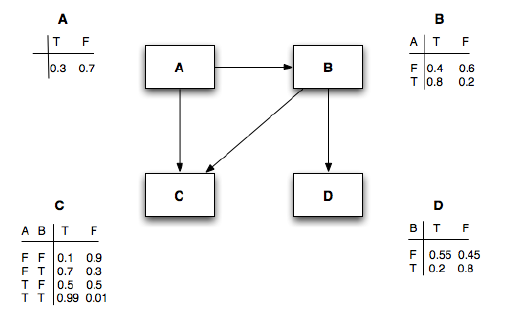 A
T F
0.3 0.7
A
B
B
A T F
F 0.4 0.6
T 0.8 0.2
C
D
C
A B T F
F F 0.1 0.9
F T 0.7 0.3
T F 0.5 0.5
T T 0.99 0.01
D
B T F
F 0.55 0.45
T 0.2 0.8